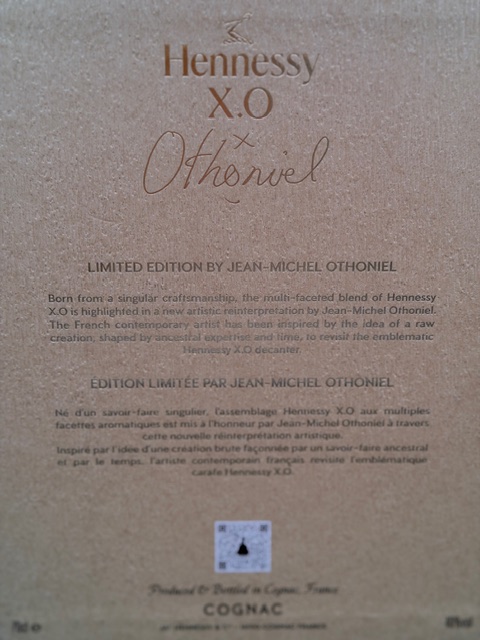 Hennessy
X.O
x
Othoniel
LIMITED EDITION BY JEAN-MICHEL OTHONIEL
Born from a singular craftsmanship, the multi-faceted blend of Hennessy
X.O is highlighted in a new artistic reinterpretation by Jean-Michel Othoniel.
The French contemporary artist has been inspired by the idea of a raw
creation, shaped by ancestral expertise and time, to revisit the emblematic
Hennessy X.O decanter.
ÉDITION LIMITÉE PAR JEAN-MICHEL OTHONIEL
Né d'un savoir-faire singulier, l'assemblage Hennessy X.O aux multiples
facettes aromatiques est mis à l'honneur par Jean-Michel Othoniel à travers
cette nouvelle réinterprétation artistique.
Inspiré par l'idée d'une création brute façonnée par un savoir-faire ancestral
et par le temps, l'artiste contemporain français revisite l'emblématique
carafe Hennessy X.O.
Produced & Bottled in Cognac, France
COGNAC